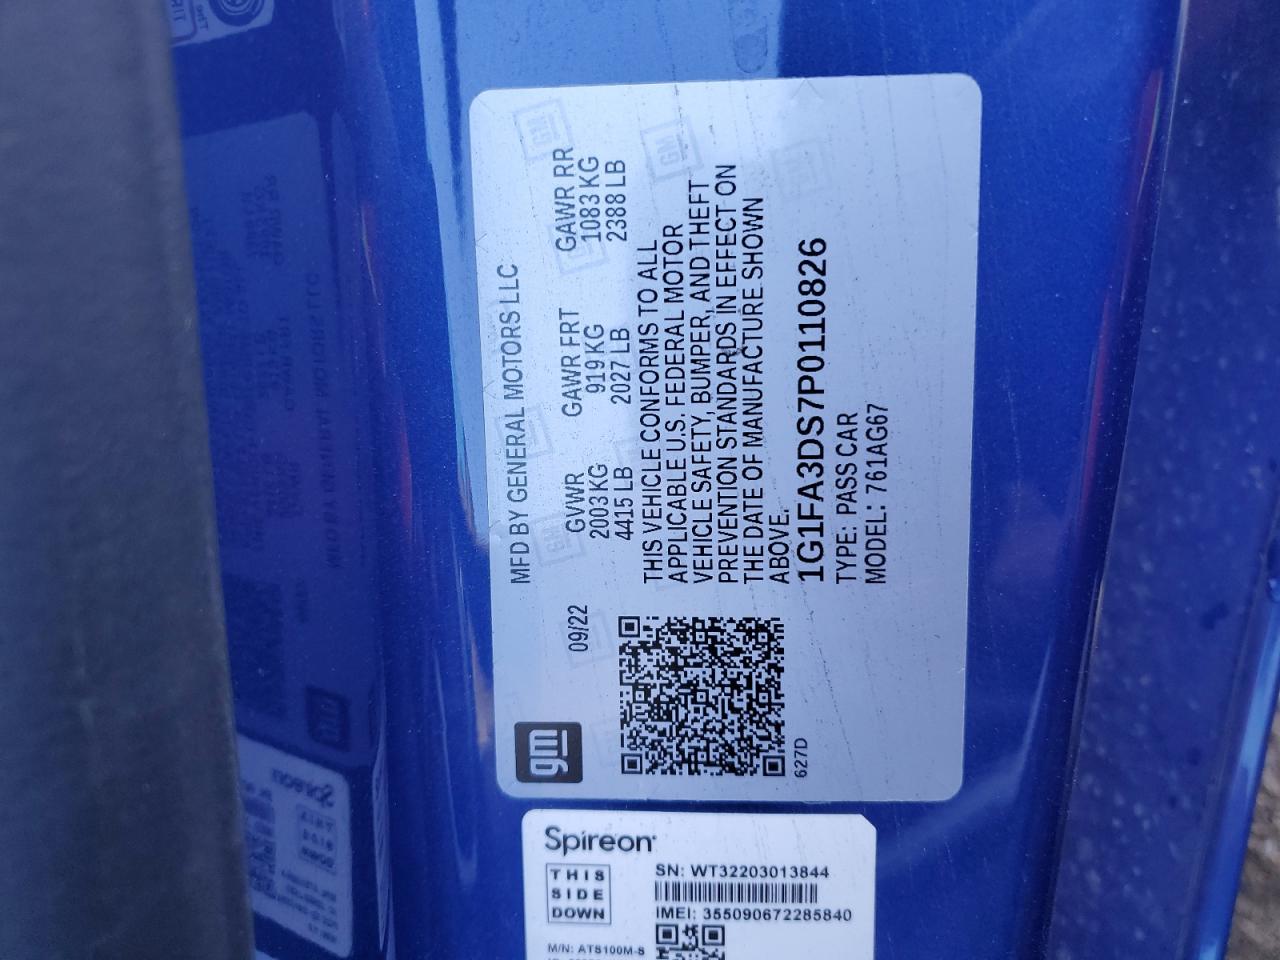 gm
09/22
MFD BY GENERAL MOTORS LLC
GVWR GAWR FRT GAWR RR
2003 KG 919 KG 1083 KG
4415 LB 2027 LB 2388 LB
THIS VEHICLE CONFORMS TO ALL
APPLICABLE U.S. FEDERAL MOTOR
VEHICLE SAFETY, BUMPER, AND THEFT
PREVENTION STANDARDS IN EFFECT ON
THE DATE OF MANUFACTURE SHOWN
ABOVE.
1G1FA3DS7P0110826
TYPE: PASS CAR
MODEL: 761AG67
627D
Spireon
THIS
SIDE
DOWN
SN: WT32203013844
IMEI: 355090672285840
M/N: ATS100M-S